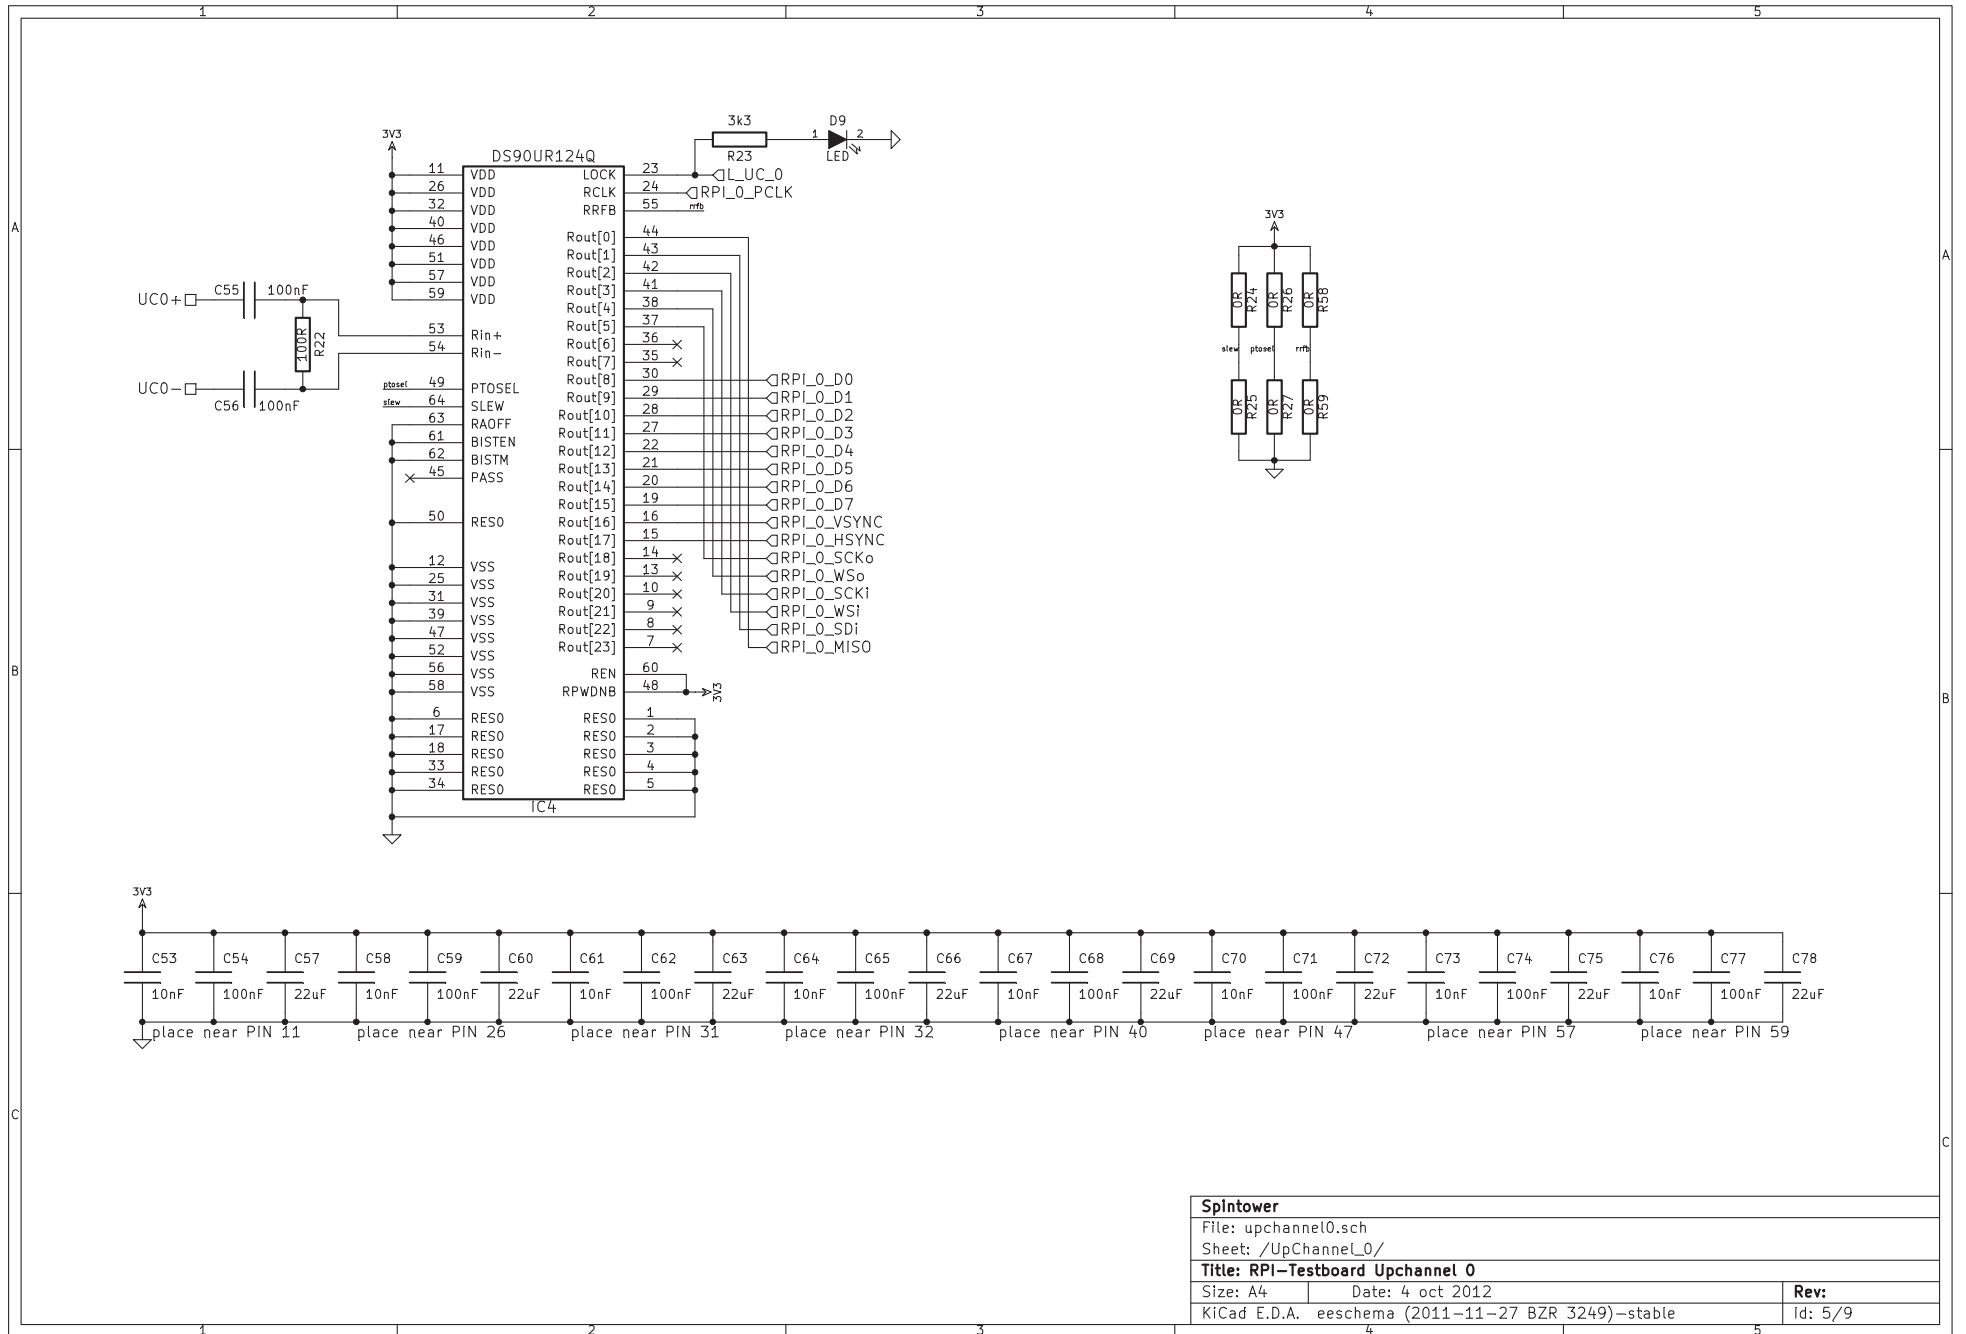 1 2 3 4 5
A A
B B
C C
3V3
DS90UR124Q
3k3
R23
D9
1 2
LED
11 VDD LOCK 23 L_UC_0
26 VDD RCLK 24 RPI_0_PCLK
32 VDD RRFB 55 rrfb
40 VDD
46 VDD Rout[0] 44
51 VDD Rout[1] 43
57 VDD Rout[2] 42
59 VDD Rout[3] 41
Rout[4] 38
UC0+ C55 100nF
100R R22
53 Rin+ Rout[5] 37
54 Rin- Rout[6] 36
Rout[7] 35
UC0- C56 100nF
ptosel 49 PTOSEL Rout[8] 30 RPI_0_D0
slew 64 SLEW Rout[9] 29 RPI_0_D1
63 RAOFF Rout[10] 28 RPI_0_D2
61 BISTEN Rout[11] 27 RPI_0_D3
62 BISTM Rout[12] 22 RPI_0_D4
45 PASS Rout[13] 21 RPI_0_D5
Rout[14] 20 RPI_0_D6
Rout[15] 19 RPI_0_D7
50 RES0 Rout[16] 16 RPI_0_VSYNC
Rout[17] 15 RPI_0_HSYNC
12 VSS Rout[18] 14 RPI_0_SCKo
25 VSS Rout[19] 13 RPI_0_WSo
31 VSS Rout[20] 10 RPI_0_SCKi
39 VSS Rout[21] 9 RPI_0_WSi
47 VSS Rout[22] 8 RPI_0_SDi
52 VSS Rout[23] 7 RPI_0_MISO
56 VSS REN 60
58 VSS RPWDNB 48 3V3
6 RES0 RES0 1
17 RES0 RES0 2
18 RES0 RES0 3
33 RES0 RES0 4
34 RES0 RES0 5
IC4
3V3
0R R24 0R R26 0R R58
slew ptosel rrfb
0R R25 0R R27 0R R59
3V3
C53 C54 C57 C58 C59 C60 C61 C62 C63 C64 C65 C66 C67 C68 C69 C70 C71 C72 C73 C74 C75 C76 C77 C78
10nF 100nF 22uF 10nF 100nF 22uF 10nF 100nF 22uF 10nF 100nF 22uF 10nF 100nF 22uF 10nF 100nF 22uF 10nF 100nF 22uF 10nF 100nF 22uF
place near PIN 11 place near PIN 26 place near PIN 31 place near PIN 32 place near PIN 40 place near PIN 47 place near PIN 57 place near PIN 59
Spintower
File: upchannel0.sch
Sheet: /UpChannel_0/
Title: RPI-Testboard Upchannel 0
Size: A4 Date: 4 oct 2012 Rev:
KiCad E.D.A. eeschema (2011-11-27 BZR 3249)-stable Id: 5/9
1 2 3 4 5